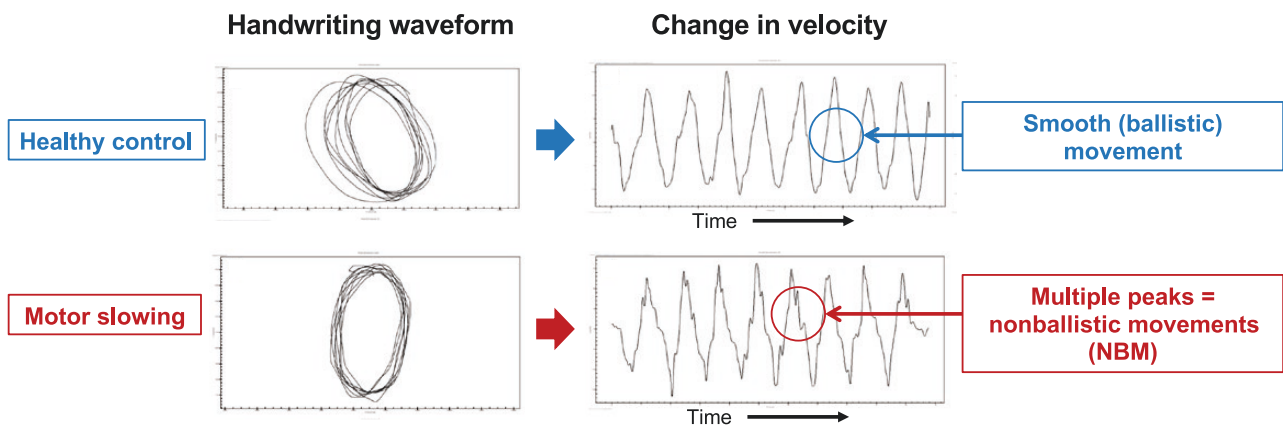 Handwriting waveform
Change in velocity
Healthy control
Smooth (ballistic)
movement
Time
Motor slowing
Multiple peaks =
nonballistic movements
(NBM)
Time